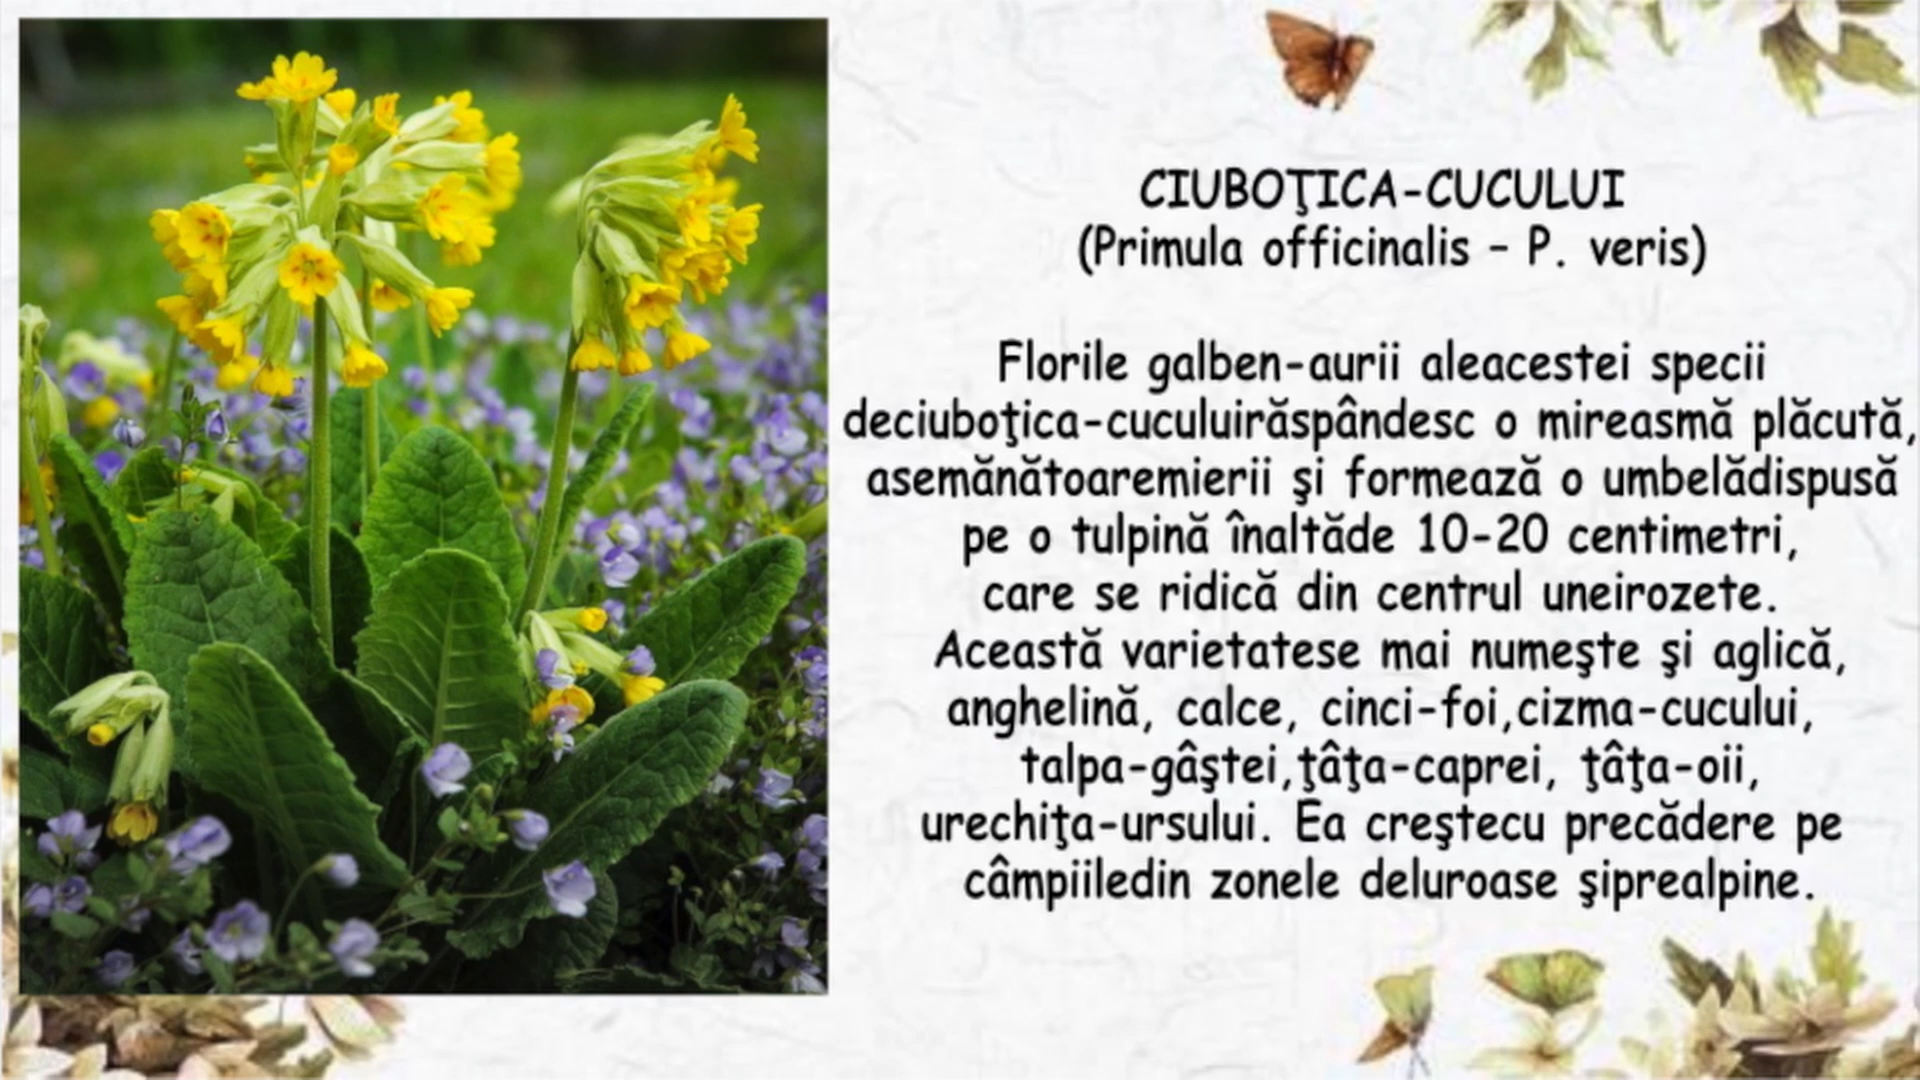 CIUBOŢICA-CUCULUI
(Primula officinalis - P. veris)
Florile galben-aurii aleacestei specii
deciuboţica-cuculuirăspândesc o mireasmă plăcută,
asemănătoaremierii şi formează o umbelădispusă
pe o tulpină înaltăde 10-20 centimetri,
care se ridică din centrul uneirozete.
Această varietatese mai numeşte şi aglică,
anghelină, calce, cinci-foi,cizma-cucului,
talpa-gâştei,ţâţa-caprei, ţâţa-oii,
urechiţa-ursului. Ea creştecu precădere pe
câmpiiledin zonele deluroase şiprealpine.